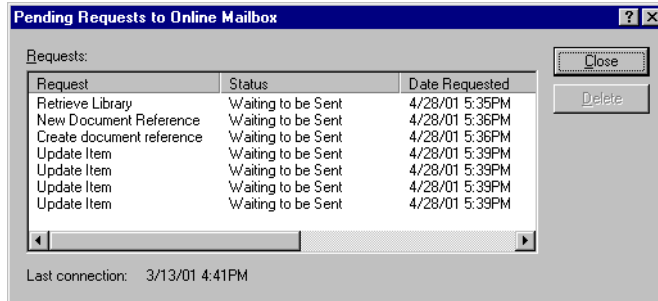 Pending Requests to Online Mailbox
Requests:
Close
Delete
Request Status Date Requested
Retrieve Library Waiting to be Sent 4/28/01 5:35PM
New Document Reference Waiting to be Sent 4/28/01 5:36PM
Create document reference Waiting to be Sent 4/28/01 5:36PM
Update Item Waiting to be Sent 4/28/01 5:39PM
Update Item Waiting to be Sent 4/28/01 5:39PM
Update Item Waiting to be Sent 4/28/01 5:39PM
Update Item Waiting to be Sent 4/28/01 5:39PM
Last connection: 3/13/01 4:41PM